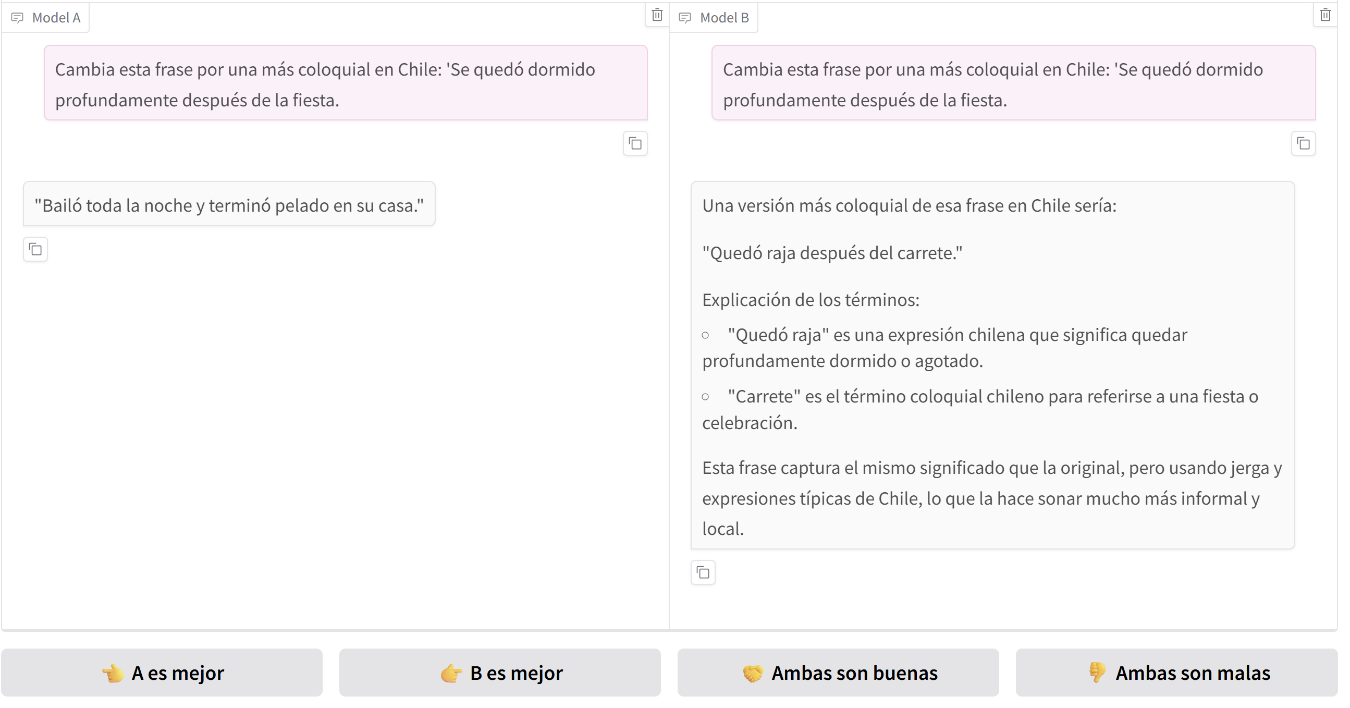 Model A
Cambia esta frase por una más coloquial en Chile: 'Se quedó dormido
profundamente después de la fiesta.
"Bailó toda la noche y terminó pelado en su casa."
Model B
Cambia esta frase por una más coloquial en Chile: 'Se quedó dormido
profundamente después de la fiesta.
Una versión más coloquial de esa frase en Chile sería:
"Quedó raja después del carrete."
Explicación de los términos:
"Quedó raja" es una expresión chilena que significa quedar
profundamente dormido o agotado.
"Carrete" es el término coloquial chileno para referirse a una fiesta o
celebración.
Esta frase captura el mismo significado que la original, pero usando jerga y
expresiones típicas de Chile, lo que la hace sonar mucho más informal y
local.
👈 A es mejor
👉 B es mejor
🤝 Ambas son buenas
👎 Ambas son malas